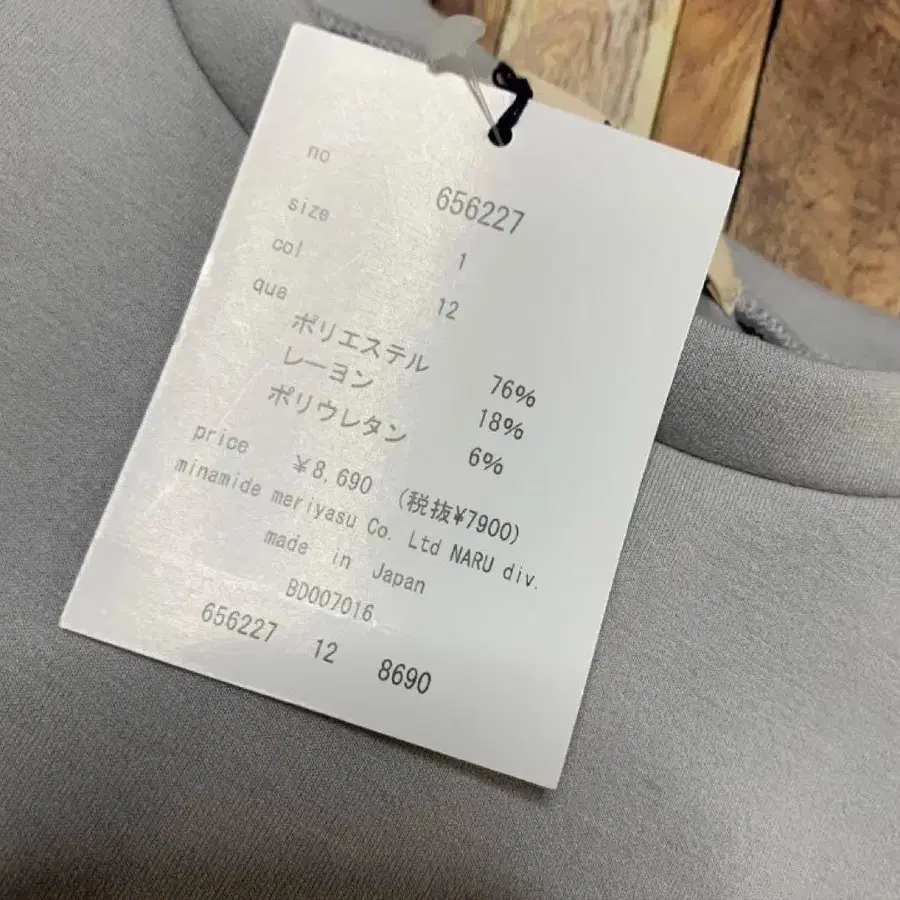 no 656227
size 1
col 12
qua
ポリエステル 76%
レーヨン 18%
ポリウレタン 6%
price ¥8,690 (税抜¥7900)
minamide meriyasu Co. Ltd NARU div.
made in Japan
BD007016
656227 12 8690